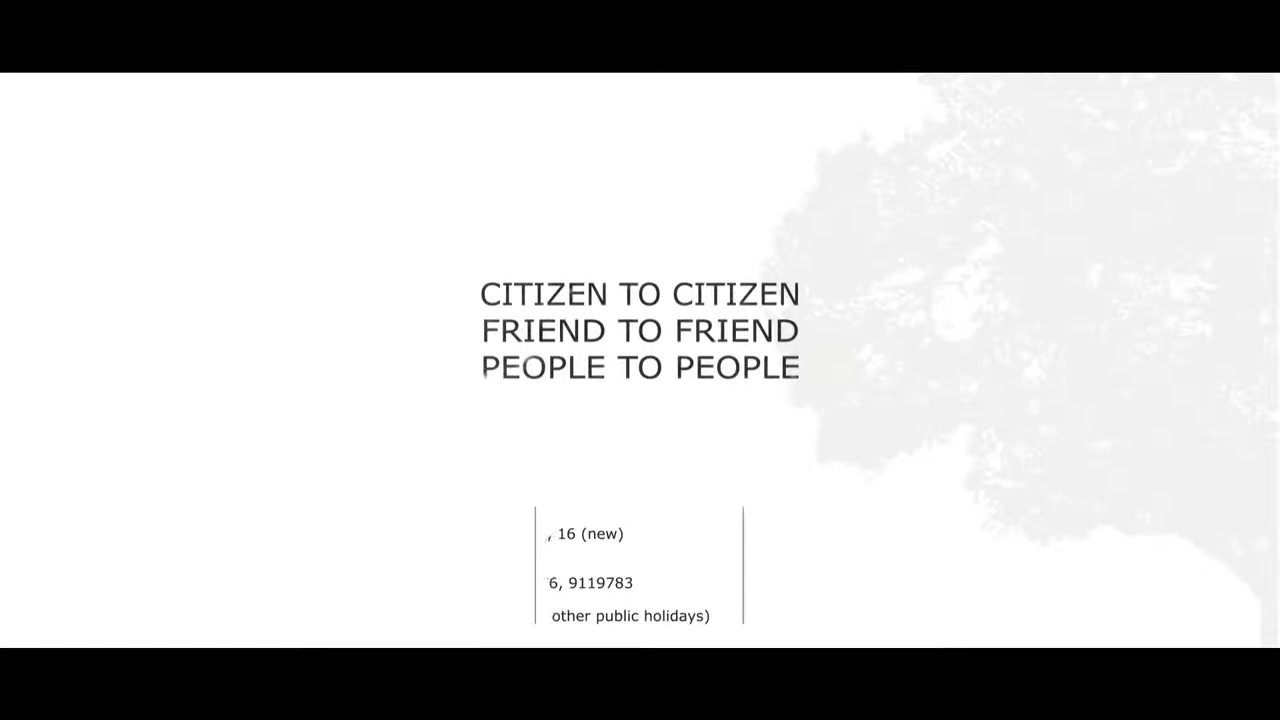 CITIZEN TO CITIZEN
FRIEND TO FRIEND
PEOPLE TO PEOPLE
, 16 (new)
6, 9119783
other public holidays)